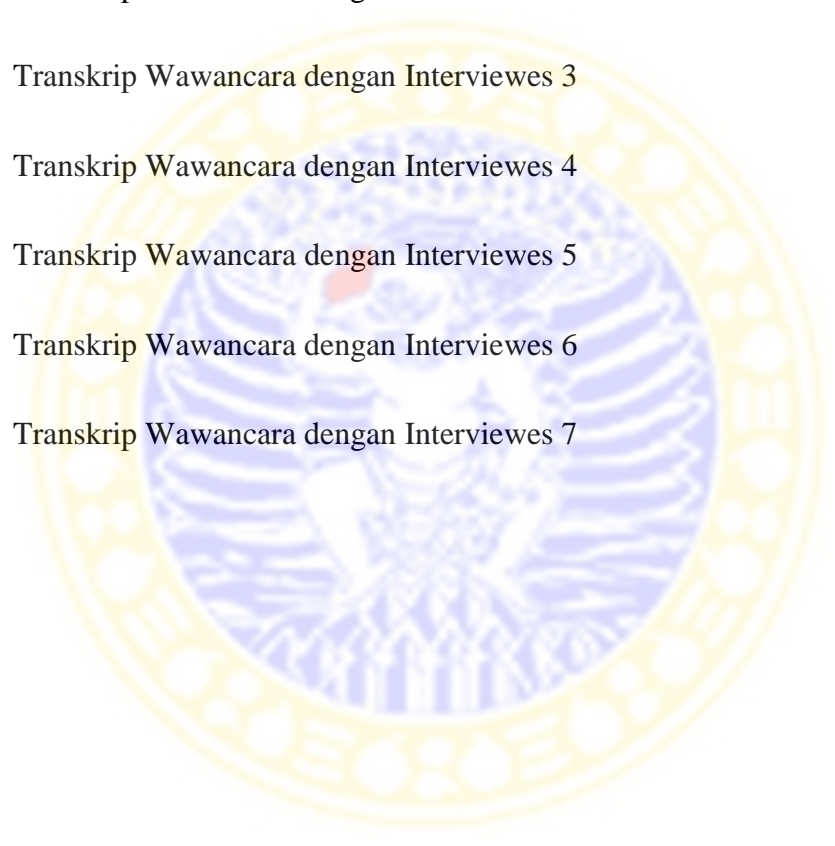 Transkrip Wawancara dengan Interviewes 3
Transkrip Wawancara dengan Interviewes 4
Transkrip Wawancara dengan Interviewes 5
Transkrip Wawancara dengan Interviewes 6
Transkrip Wawancara dengan Interviewes 7